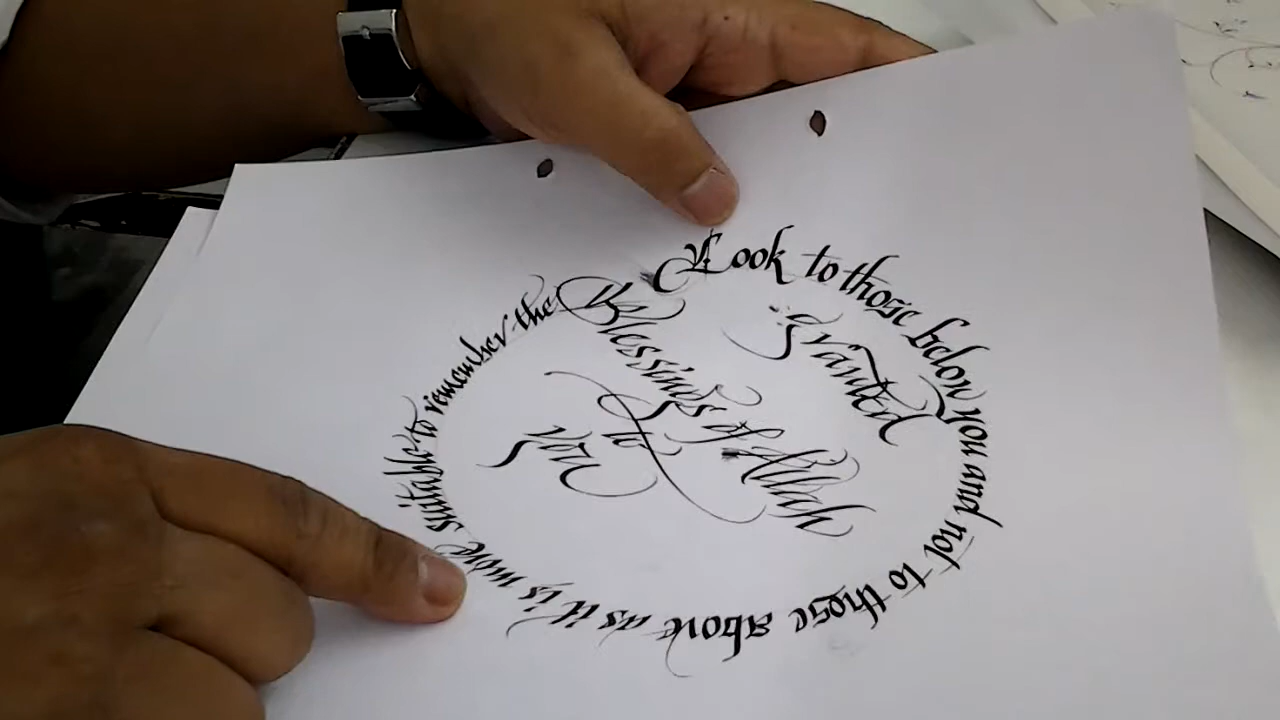 Look to those below you and not to those above as it is more suitable to remember the
Blessings of Allah
granted
to
you